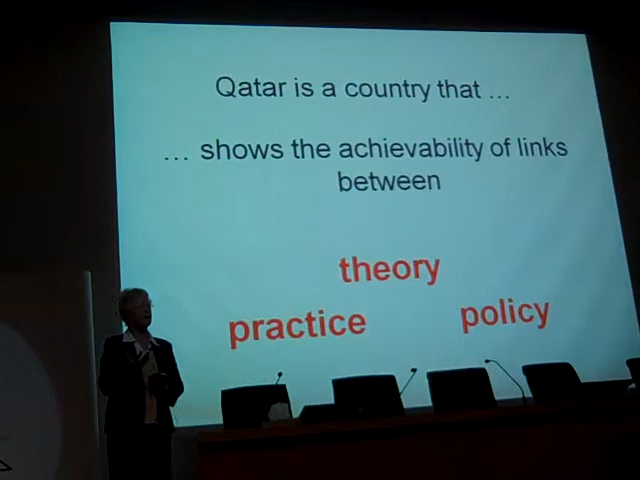 Qatar is a country that …
… shows the achievability of links
between
theory
practice policy